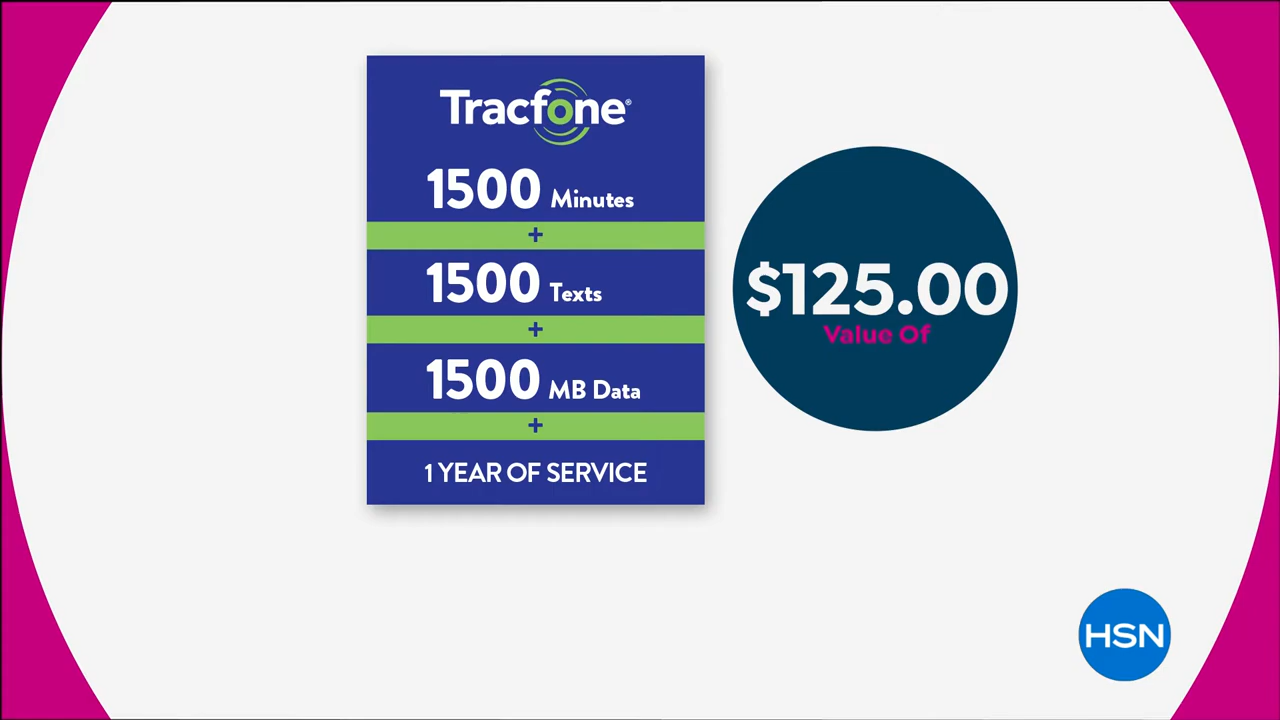 Tracfone®
1500 Minutes
+
1500 Texts
+
1500 MB Data
+
1 YEAR OF SERVICE
$125.00
Value Of
HSN